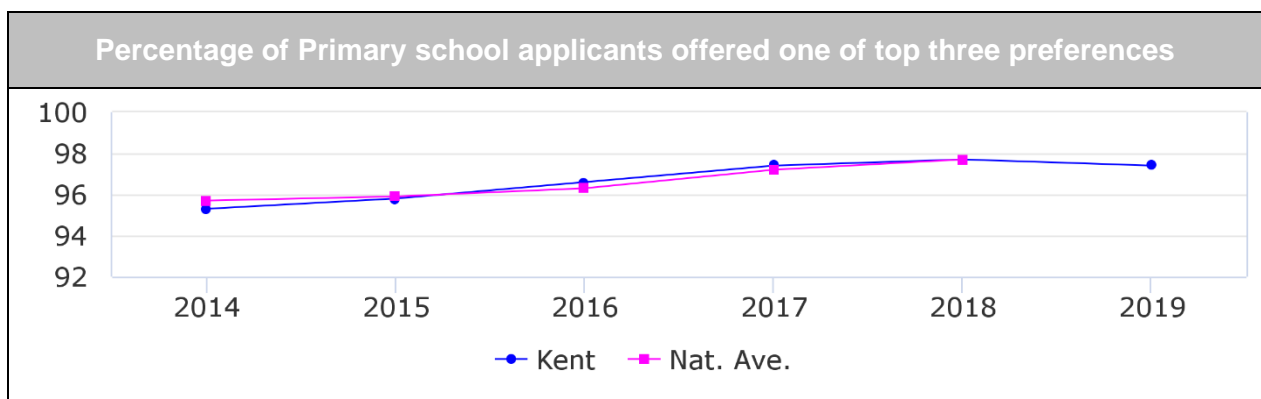 Percentage of Primary school applicants offered one of top three preferences
100
98
96
94
92
2014 2015 2016 2017 2018 2019
Kent Nat. Ave.